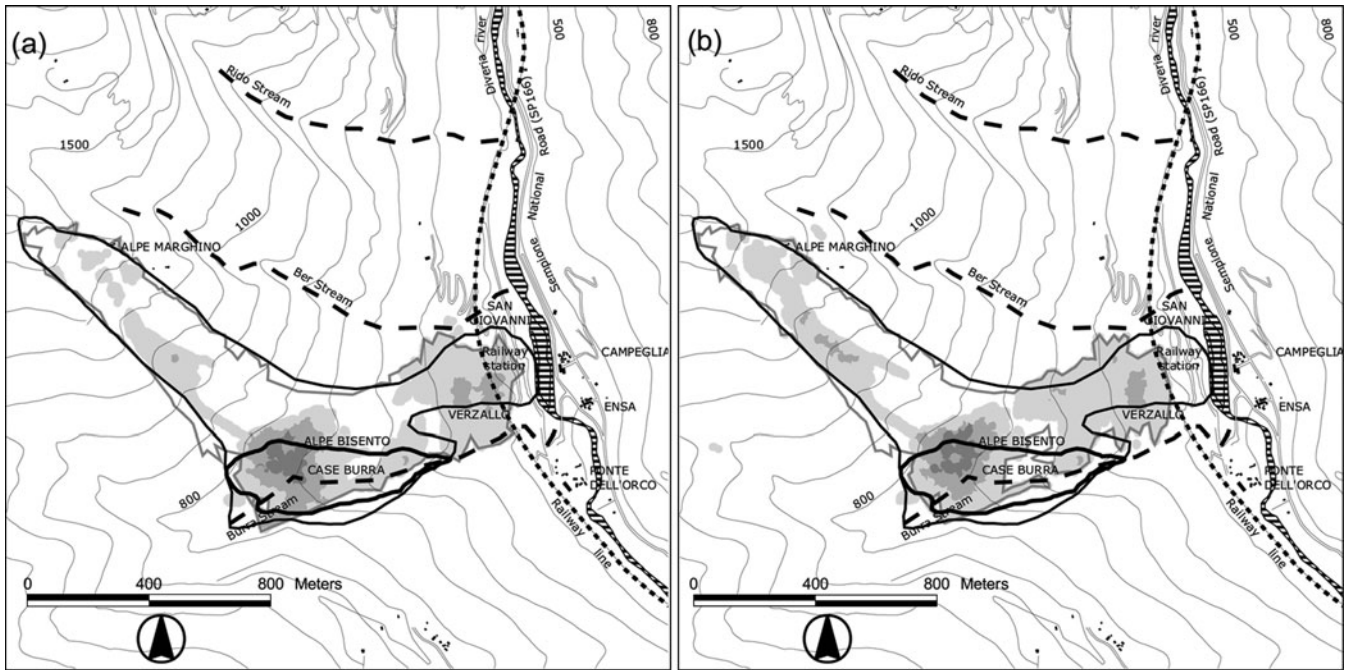 (a)
Rido Stream
1500
1000
ALPE MARGHINO
Ber Stream
Diveria river
Sempione National Road (SP166)
500
800
SAN
GIOVANNI
Railway
station
CAMPEGLIA
ENSA
VERZALLO
ALPE BISENTO
CASE BURRA
PONTE
DELL'ORCO
800
Burra Stream
Railway line
0 400 800 Meters
(b)
Rido Stream
1500
1000
ALPE MARGHINO
Ber Stream
Diveria river
Sempione National Road (SP166)
500
800
SAN
GIOVANNI
Railway
station
CAMPEGLIA
ENSA
VERZALLO
ALPE BISENTO
CASE BURRA
PONTE
DELL'ORCO
800
Burra Stream
Railway line
0 400 800 Meters